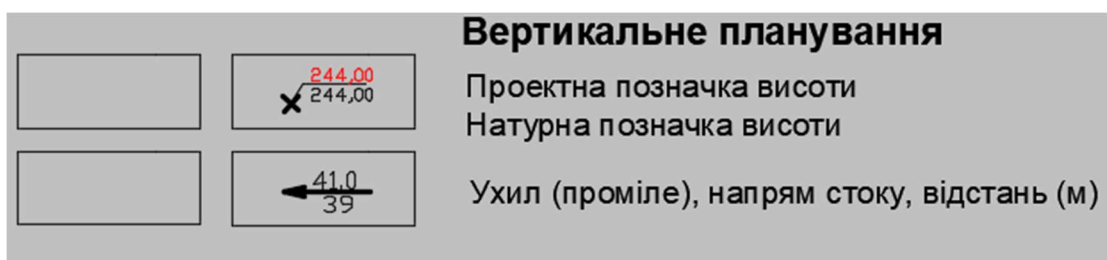 Вертикальне планування
244,00
244,00
Проектна позначка висоти
Натурна позначка висоти
41,0
39
Ухил (проміле), напрям стоку, відстань (м)